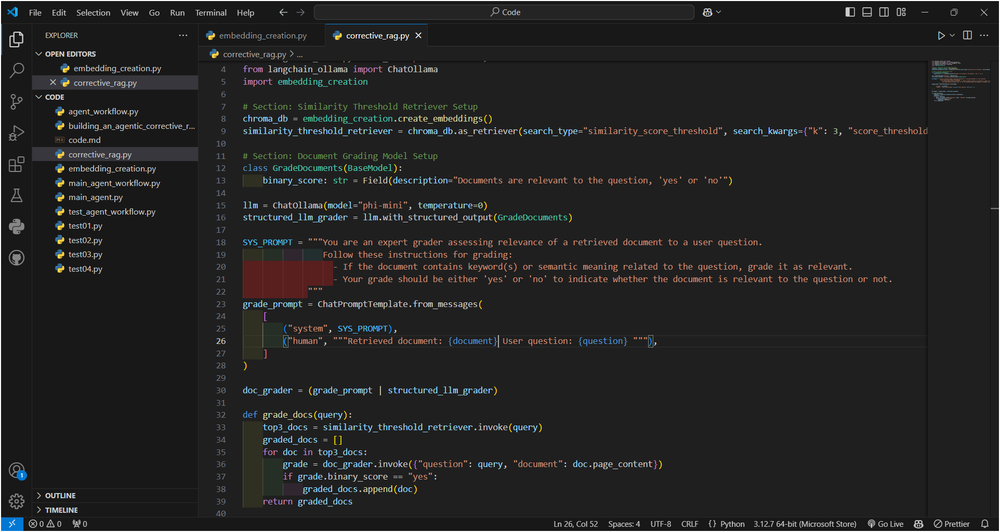 File Edit Selection View Go Run Terminal Help
Code
EXPLORER
OPEN EDITORS
embedding_creation.py
corrective_rag.py
CODE
agent_workflow.py
building_an_agentic_corrective_r...
code.md
corrective_rag.py
embedding_creation.py
main_agent_workflow.py
main_agent.py
test_agent_workflow.py
test01.py
test02.py
test03.py
test04.py
OUTLINE
TIMELINE
embedding_creation.py
corrective_rag.py
corrective_rag.py > ...
4 from langchain_ollama import ChatOllama
5 import embedding_creation
6
7 # Section: Similarity Threshold Retriever Setup
8 chroma_db = embedding_creation.create_embeddings()
9 similarity_threshold_retriever = chroma_db.as_retriever(search_type="similarity_score_threshold", search_kwargs={"k": 3, "score_threshold
10
11 # Section: Document Grading Model Setup
12 class GradeDocuments(BaseModel):
13     binary_score: str = Field(description="Documents are relevant to the question, 'yes' or 'no'")
14
15 llm = ChatOllama(model="phi-mini", temperature=0)
16 structured_llm_grader = llm.with_structured_output(GradeDocuments)
17
18 SYS_PROMPT = """You are an expert grader assessing relevance of a retrieved document to a user question.
19                 Follow these instructions for grading:
20                   - If the document contains keyword(s) or semantic meaning related to the question, grade it as relevant.
21                   - Your grade should be either 'yes' or 'no' to indicate whether the document is relevant to the question or not.
22              """
23 grade_prompt = ChatPromptTemplate.from_messages(
24     [
25         ("system", SYS_PROMPT),
26         ("human", """Retrieved document: {document} User question: {question} """),
27     ]
28 )
29
30 doc_grader = (grade_prompt | structured_llm_grader)
31
32 def grade_docs(query):
33     top3_docs = similarity_threshold_retriever.invoke(query)
34     graded_docs = []
35     for doc in top3_docs:
36         grade = doc_grader.invoke({"question": query, "document": doc.page_content})
37         if grade.binary_score == "yes":
38             graded_docs.append(doc)
39     return graded_docs
40
1
0 0 0 Ln 26, Col 52 Spaces: 4 UTF-8 CRLF {} Python 3.12.7 64-bit (Microsoft Store) Go Live Prettier